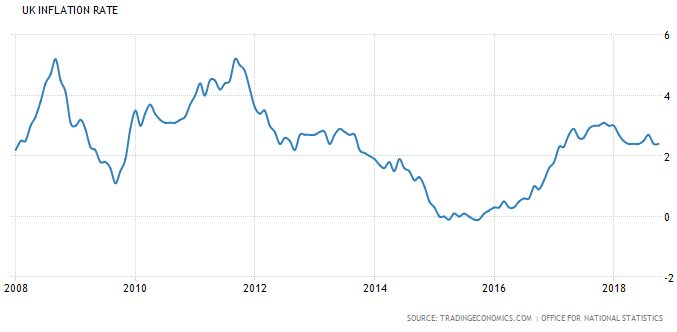 UK INFLATION RATE
6
4
2
0
-2
2008 2010 2012 2014 2016 2018
SOURCE: TRADINGECONOMICS.COM | OFFICE FOR NATIONAL STATISTICS